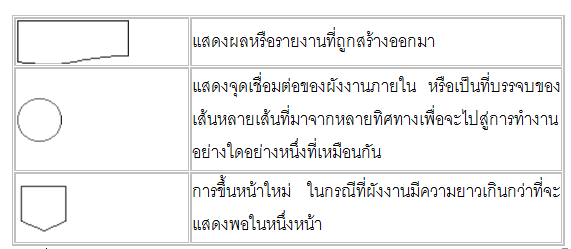 แสดงผลหรือรายงานที่ถูกสร้างออกมา
แสดงจุดเชื่อมต่อของผังงานภายใน หรือเป็นที่บรรจบของ
เส้นหลายเส้นที่มาจากหลายทิศทางเพื่อจะไปสู่การทำงาน
อย่างใดอย่างหนึ่งที่เหมือนกัน
การขึ้นหน้าใหม่ ในกรณีที่ผังงานมีความยาวเกินกว่าที่จะ
แสดงพอในหนึ่งหน้า